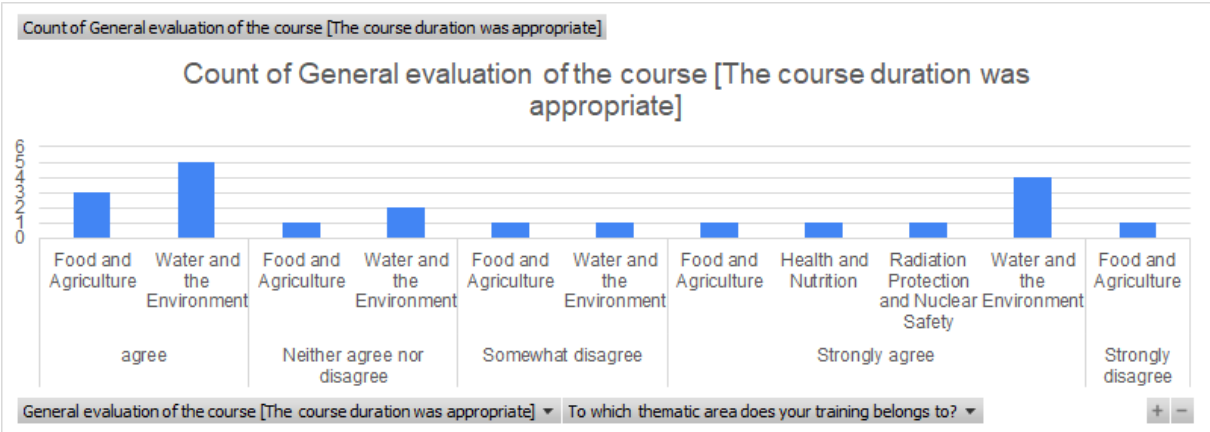 Count of General evaluation of the course [The course duration was appropriate]
Count of General evaluation of the course [The course duration was
appropriate]
6
5
4
3
2
1
0
Food and Agriculture
Water and the Environment
Food and Agriculture
Water and the Environment
Food and Agriculture
Water and the Environment
Food and Agriculture
Health and Nutrition
Radiation Protection and Nuclear Safety
Water and the Environment
Food and Agriculture
agree
Neither agree nor disagree
Somewhat disagree
Strongly agree
Strongly disagree
General evaluation of the course [The course duration was appropriate]
To which thematic area does your training belongs to?
+ -